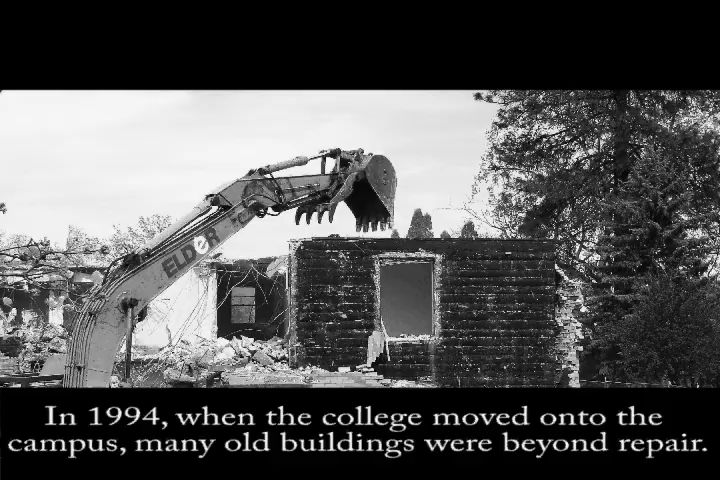 ELDER
In 1994, when the college moved onto the
campus, many old buildings were beyond repair.